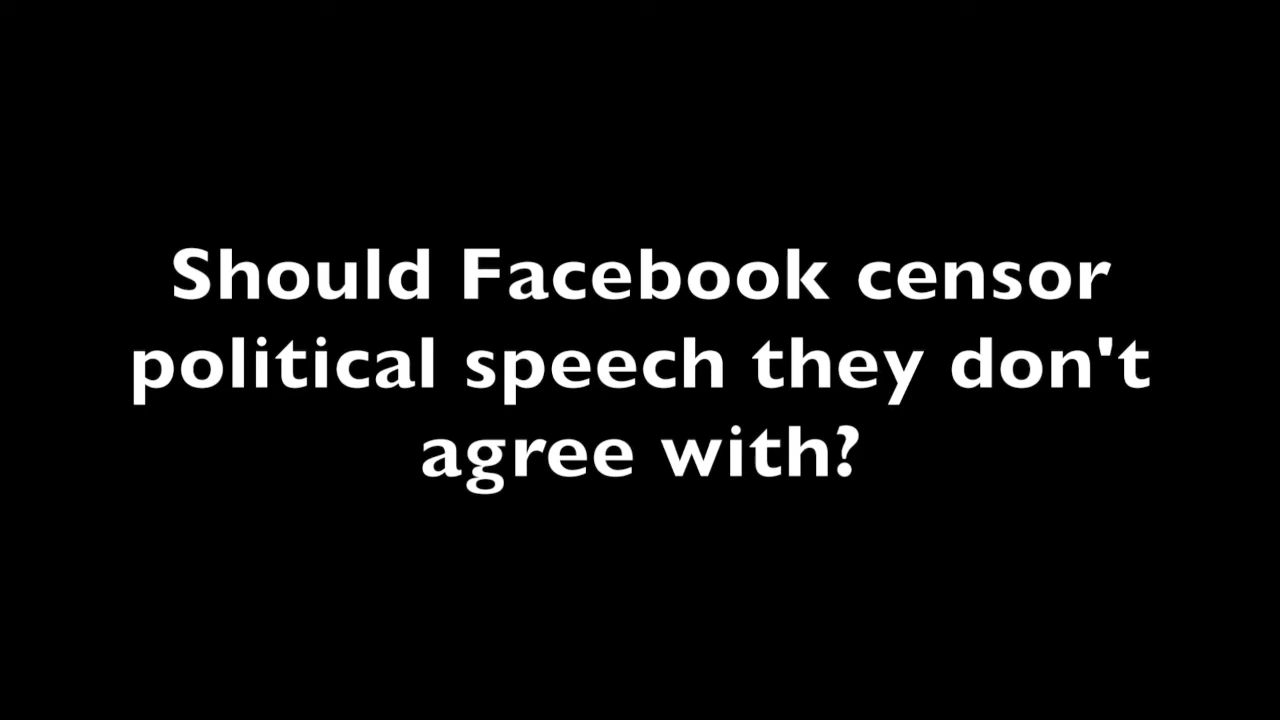 Should Facebook censor
political speech they don't
agree with?